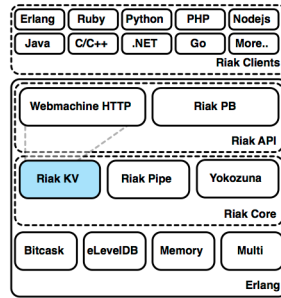 Erlang Ruby Python PHP Nodejs
Java C/C++ .NET Go More..
Riak Clients
Webmachine HTTP Riak PB
Riak API
Riak KV Riak Pipe Yokozuna
Riak Core
Bitcask eLevelDB Memory Multi
Erlang